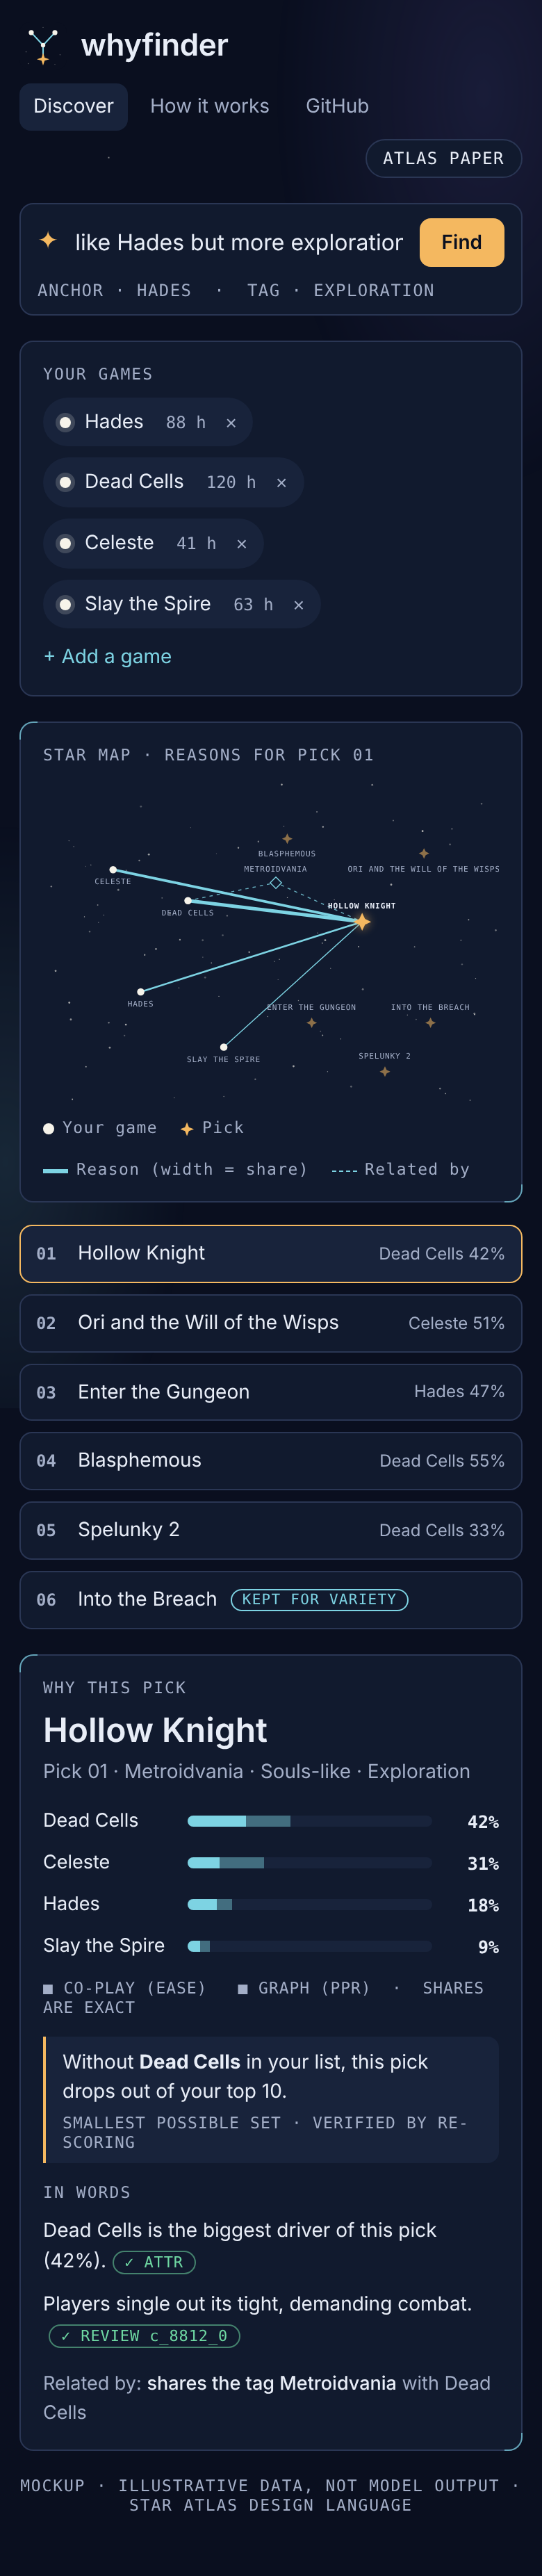 whyfinder
Discover How it works GitHub
ATLAS PAPER
like Hades but more exploration Find
ANCHOR · HADES · TAG · EXPLORATION
YOUR GAMES
Hades 88 h ×
Dead Cells 120 h ×
Celeste 41 h ×
Slay the Spire 63 h ×
+ Add a game
STAR MAP · REASONS FOR PICK 01
BLASPHEMOUS
METROIDVANIA ORI AND THE WILL OF THE WISPS
CELESTE
HOLLOW KNIGHT
DEAD CELLS
HADES ENTER THE GUNGEON INTO THE BREACH
SLAY THE SPIRE SPELUNKY 2
Your game Pick
Reason (width = share) Related by
01 Hollow Knight Dead Cells 42%
02 Ori and the Will of the Wisps Celeste 51%
03 Enter the Gungeon Hades 47%
04 Blasphemous Dead Cells 55%
05 Spelunky 2 Dead Cells 33%
06 Into the Breach KEPT FOR VARIETY
WHY THIS PICK
Hollow Knight
Pick 01 · Metroidvania · Souls-like · Exploration
Dead Cells 42%
Celeste 31%
Hades 18%
Slay the Spire 9%
■ CO-PLAY (EASE) ■ GRAPH (PPR) · SHARES
ARE EXACT
Without Dead Cells in your list, this pick
drops out of your top 10.
SMALLEST POSSIBLE SET · VERIFIED BY RE-
SCORING
IN WORDS
Dead Cells is the biggest driver of this pick
(42%). ✓ ATTR
Players single out its tight, demanding combat.
✓ REVIEW c_8812_0
Related by: shares the tag Metroidvania with Dead
Cells
MOCKUP · ILLUSTRATIVE DATA, NOT MODEL OUTPUT ·
STAR ATLAS DESIGN LANGUAGE